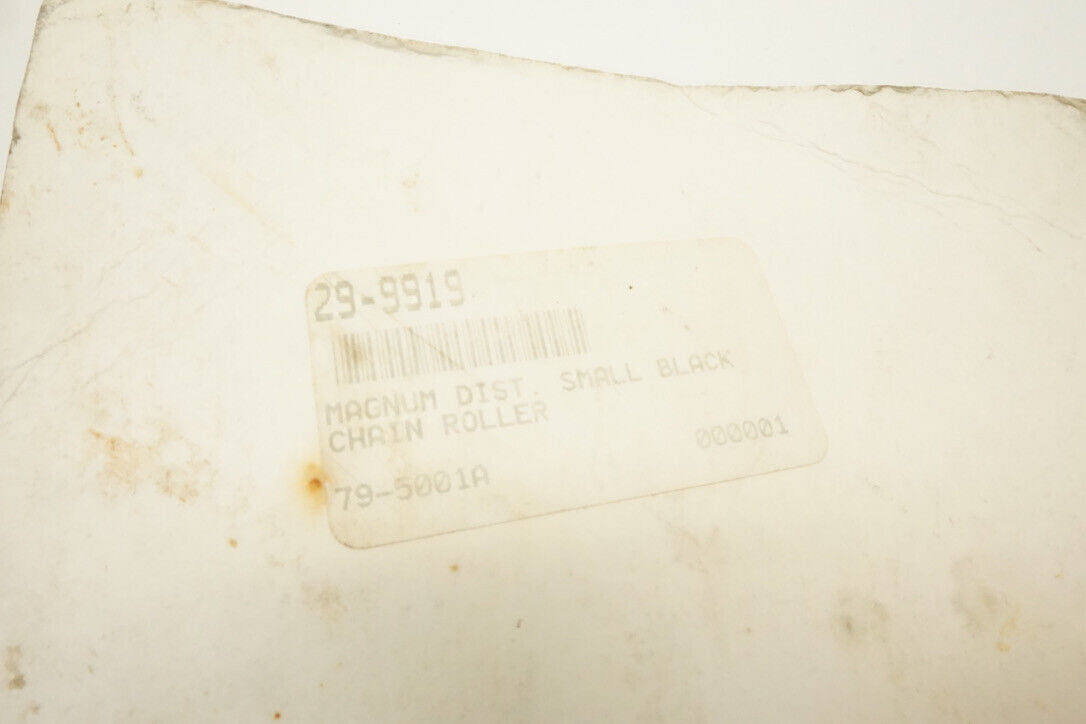 29-9919
MAGNUM DIST. SMALL BLACK
CHAIN ROLLER
79-5001A 000001